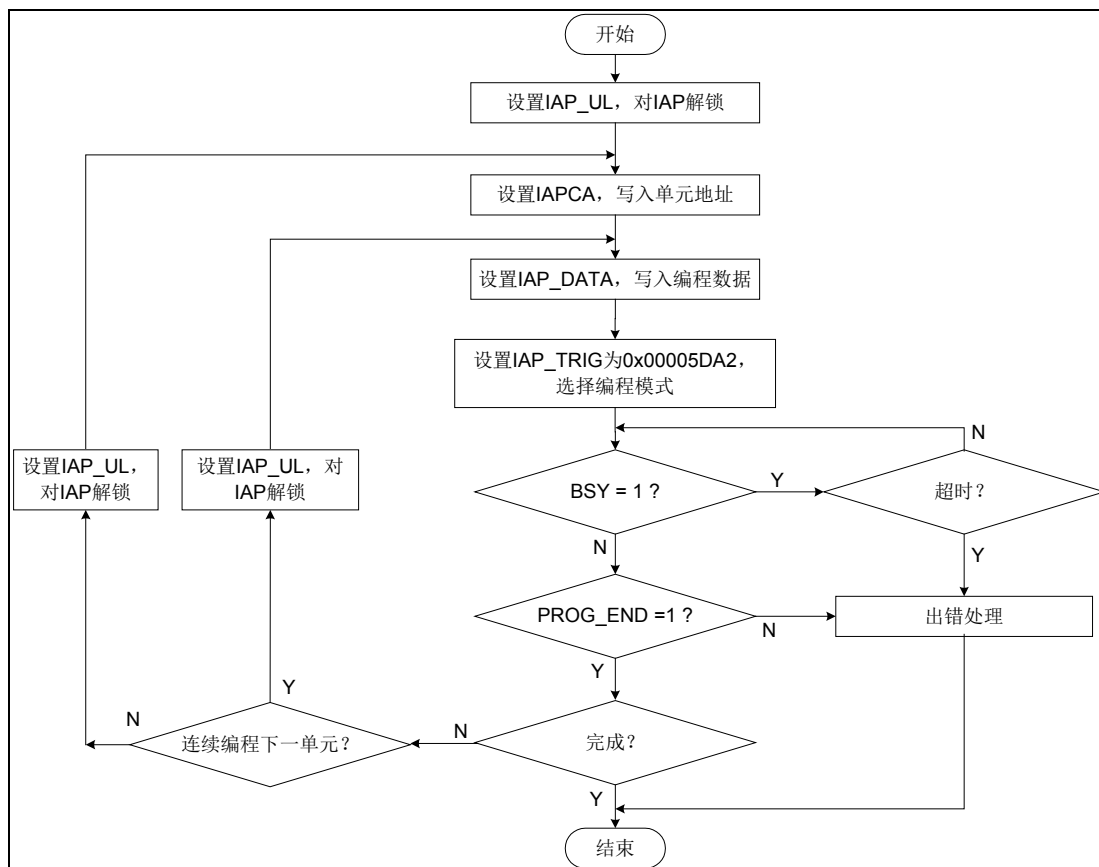 开始
设置IAP_UL，对IAP解锁
设置IAPCA，写入单元地址
设置IAP_DATA，写入编程数据
设置IAP_TRIG为0x00005DA2，
选择编程模式
N
设置IAP_UL，
对IAP解锁
设置IAP_UL，对
IAP解锁
BSY = 1 ?
Y
超时？
N
Y
PROG_END =1 ?
N
出错处理
Y
Y
N
连续编程下一单元？
N
完成？
Y
结束